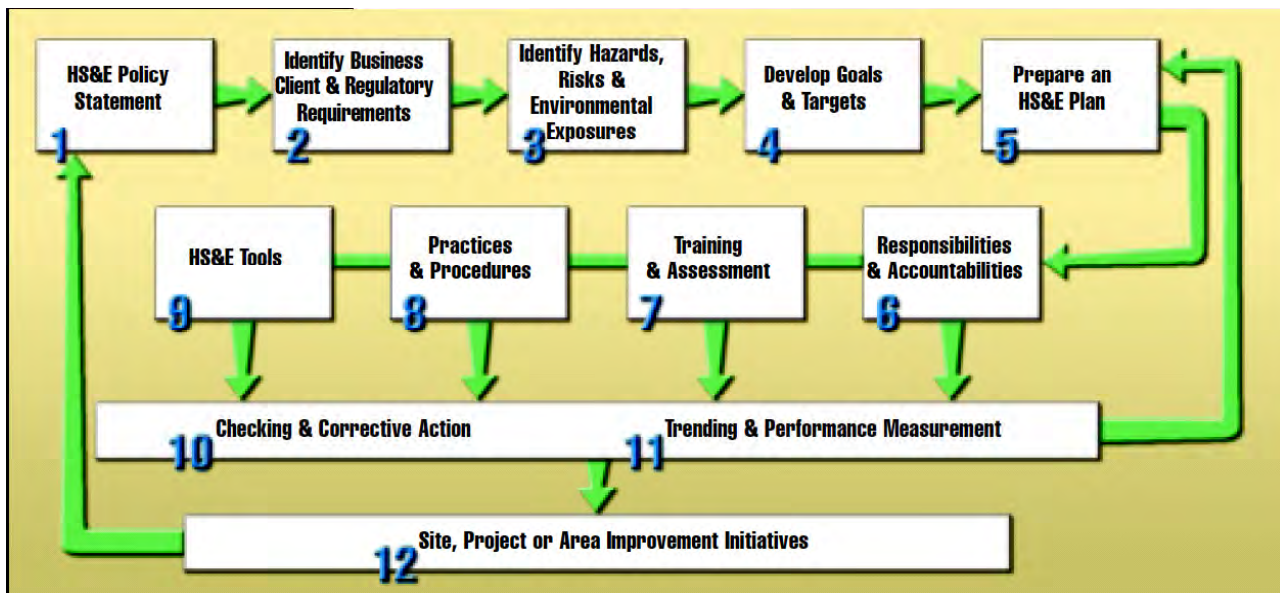 HS&E Policy
Statement
1
Identify Business
Client & Regulatory
Requirements
2
Identify Hazards,
Risks &
Environmental
Exposures
3
Develop Goals
& Targets
4
Prepare an
HS&E Plan
5
HS&E Tools
9
Practices
& Procedures
8
Training
& Assessment
7
Responsibilities
& Accountabilities
6
Checking & Corrective Action
10
Trending & Performance Measurement
11
Site, Project or Area Improvement Initiatives
12